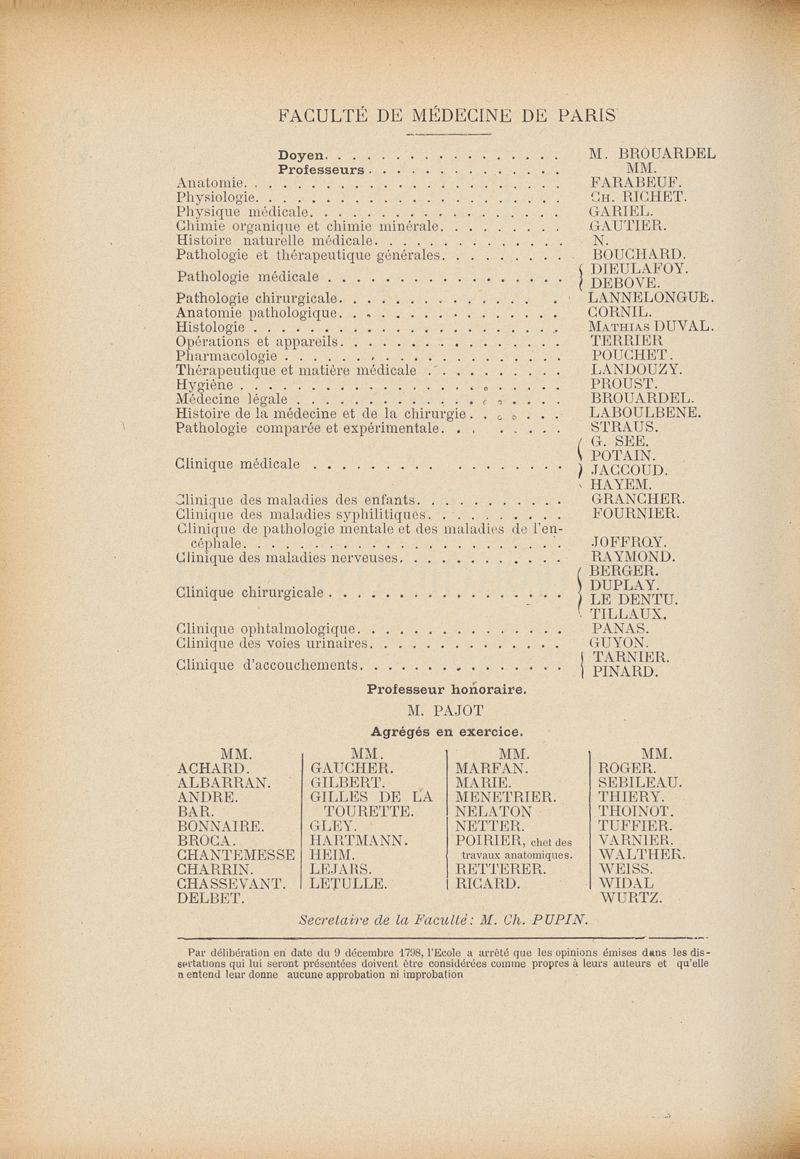 FACULTÉ DE MÉDECINE DE PARIS
Doyen. . . . . . . . . . . . . . . . . M. BROUARDEL
Professeurs . . . . . . . . . . . . . . MM.
Anatomie. . . . . . . . . . . . . . . . . . . . . . . FARABEUF.
Physiologie. . . . . . . . . . . . . . . . . . . . . . CH. RICHET.
Physique médicale. . . . . . . . . . . . . . . . . . GARIEL.
Chimie organique et chimie minérale. . . . . . . . . GAUTIER.
Histoire naturelle médicale. . . . . . . . . . . . . . N.
Pathologie et thérapeutique générales. . . . . . . . . BOUCHARD.
Pathologie médicale . . . . . . . . . . . . . . . . . { DIEULAFOY.
DEBOVE.
Pathologie chirurgicale. . . . . . . . . . . . . . . LANNELONGUE.
Anatomie pathologique. . . . . . . . . . . . . . . . CORNIL.
Histologie . . . . . . . . . . . . . . . . . . . . . . MATHIAS DUVAL.
Opérations et appareils. . . . . . . . . . . . . . . . TERRIER
Pharmacologie . . . . . . . . . . . . . . . . . . . . POUCHET.
Thérapeutique et matière médicale . . . . . . . . . . LANDOUZY.
Hygiène . . . . . . . . . . . . . . . . . . . . . . . PROUST.
Médecine légale . . . . . . . . . . . . . . . . . . . BROUARDEL.
Histoire de la médecine et de la chirurgie. . . . . . . LABOULBENE.
Pathologie comparée et expérimentale. . . . . . . . STRAUS.
Clinique médicale . . . . . . . . . . . . . . . . . . { G. SEE.
POTAIN.
JACCOUD.
HAYEM.
Clinique des maladies des enfants. . . . . . . . . . . GRANCHER.
Clinique des maladies syphilitiques. . . . . . . . . . FOURNIER.
Clinique de pathologie mentale et des maladies de l'en-
céphale. . . . . . . . . . . . . . . . . . . . . . . JOFFROY.
Clinique des maladies nerveuses. . . . . . . . . . . . RAYMOND.
Clinique chirurgicale . . . . . . . . . . . . . . . . . { BERGER.
DUPLAY.
LE DENTU.
TILLAUX.
Clinique ophtalmologique. . . . . . . . . . . . . . . PANAS.
Clinique des voies urinaires. . . . . . . . . . . . . . GUYON.
Clinique d'accouchements. . . . . . . . . . . . . . . { TARNIER.
PINARD.
Professeur honoraire.
M. PAJOT
Agrégés en exercice.
MM.
ACHARD.
ALBARRAN.
ANDRE.
BAR.
BONNAIRE.
BROCA.
CHANTEMESSE
CHARRIN.
CHASSEVANT.
DELBET.
MM.
GAUCHER.
GILBERT.
GILLES DE LA
TOURETTE.
GLEY.
HARTMANN.
HEIM.
LEJARS.
LETULLE.
MM.
MARFAN.
MARIE.
MENETRIER.
NELATON
NETTER.
POIRIER, chef des
travaux anatomiques.
RETTERER.
RICARD.
MM.
ROGER.
SEBILEAU.
THIERY.
THOINOT.
TUFFIER.
VARNIER.
WALTHER.
WEISS.
WIDAL
WURTZ.
Secretaire de la Faculté : M. Ch. PUPIN.
Par délibération en date du 9 décembre 1798, l'Ecole a arrêté que les opinions émises dans les dis-
sertations qui lui seront présentées doivent être considérées comme propres à leurs auteurs et qu'elle
n entend leur donne aucune approbation ni improbation